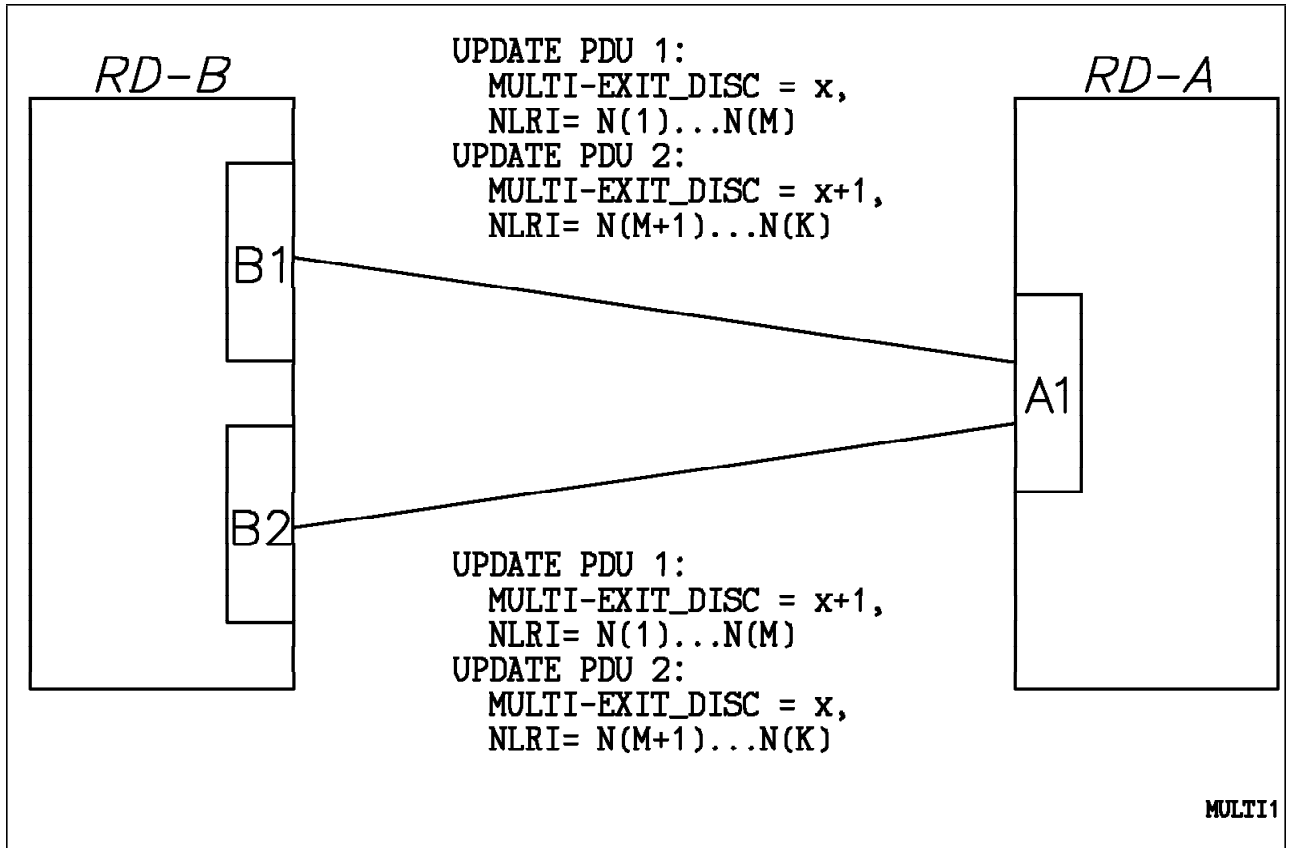 RD-B
RD-A
UPDATE PDU 1:
MULTI-EXIT_DISC = x,
NLRI= N(1)...N(M)
UPDATE PDU 2:
MULTI-EXIT_DISC = x+1,
NLRI= N(M+1)...N(K)
B1
A1
B2
UPDATE PDU 1:
MULTI-EXIT_DISC = x+1,
NLRI= N(1)...N(M)
UPDATE PDU 2:
MULTI-EXIT_DISC = x,
NLRI= N(M+1)...N(K)
MULTI1